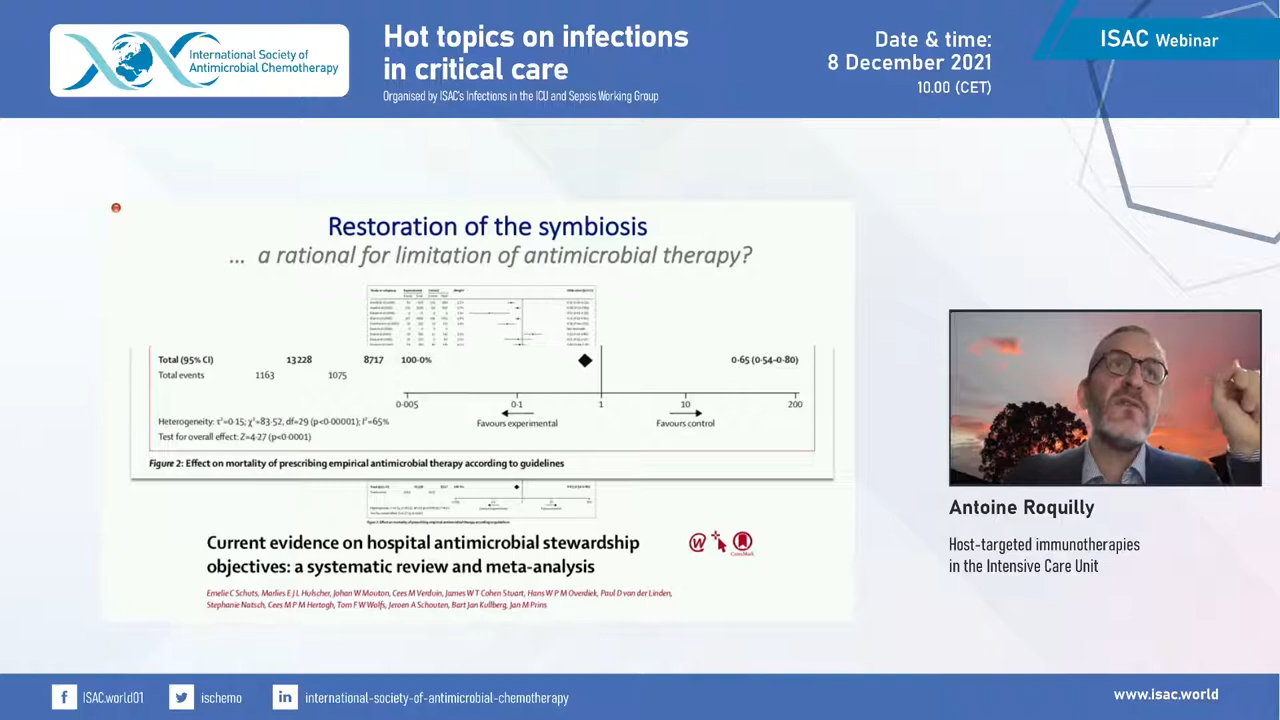 International Society of
Antimicrobial Chemotherapy
Hot topics on infections
in critical care
Organised by ISAC's Infections in the ICU and Sepsis Working Group
Date & time:
8 December 2021
10.00 (CET)
ISAC Webinar
Restoration of the symbiosis
... a rational for limitation of antimicrobial therapy?
Total (95% CI) 13228 8717 100·0% 0·65 (0·54–0·80)
Total events 1163 1075
0·005 0·1 1 10 200
Favours experimental Favours control
Heterogeneity: τ²=0·15; χ²=83·52, df=29 (p<0·00001); I²=65%
Test for overall effect: Z=4·27 (p<0·0001)
Figure 2: Effect on mortality of prescribing empirical antimicrobial therapy according to guidelines
Current evidence on hospital antimicrobial stewardship
objectives: a systematic review and meta-analysis
CrossMark
Emelie C Schuts, Marlies E J L Hulscher, Johan W Mouton, Cees M Verduin, James W T Cohen Stuart, Hans W P M Overdiek, Paul D van der Linden,
Stephanie Natsch, Cees M P M Hertogh, Tom F W Wolfs, Jeroen A Schouten, Bart Jan Kullberg, Jan M Prins
Antoine Roquilly
Host-targeted immunotherapies
in the Intensive Care Unit
ISAC.world01
ischemo
international-society-of-antimicrobial-chemotherapy
www.isac.world